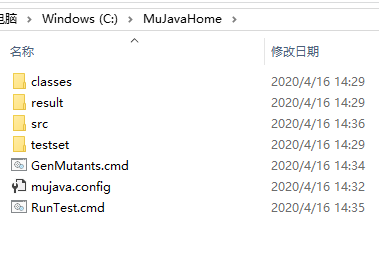 电脑 > Windows (C:) > MuJavaHome
名称 修改日期
classes 2020/4/16 14:29
result 2020/4/16 14:29
src 2020/4/16 14:36
testset 2020/4/16 14:29
GenMutants.cmd 2020/4/16 14:34
mujava.config 2020/4/16 14:32
RunTest.cmd 2020/4/16 14:35